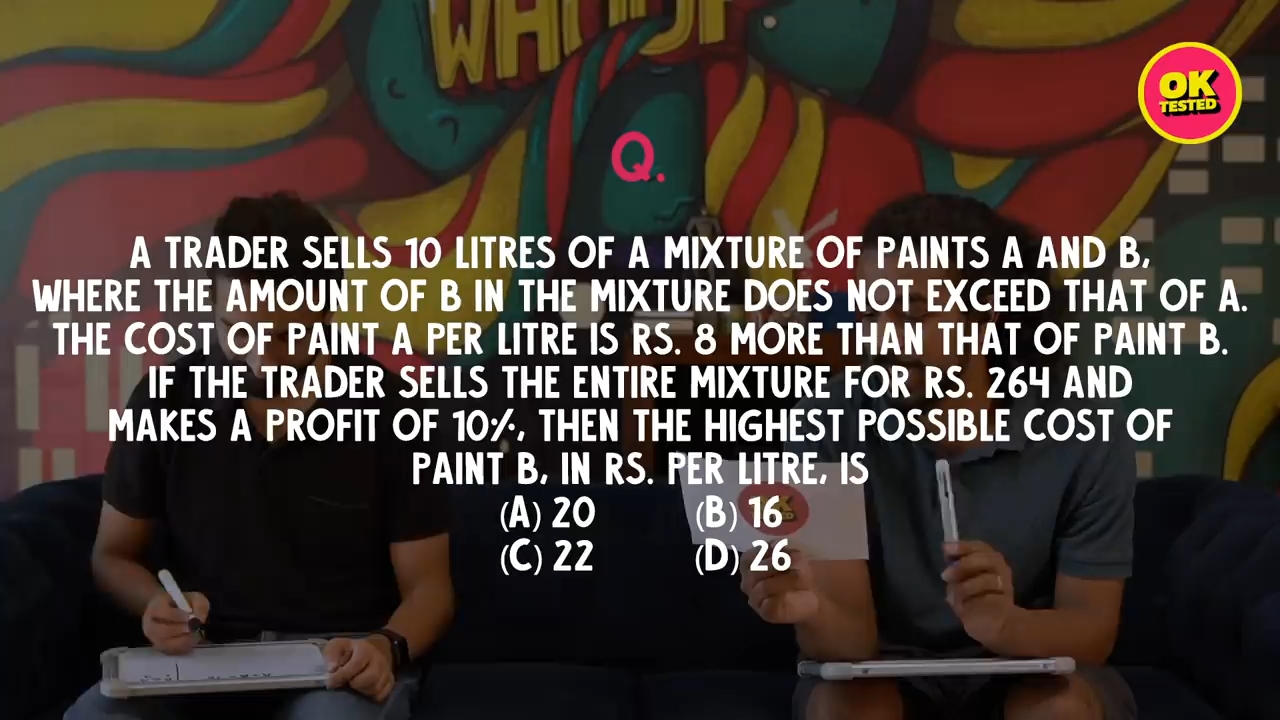 WHOOP
OK
TESTED
Q.
A TRADER SELLS 10 LITRES OF A MIXTURE OF PAINTS A AND B,
WHERE THE AMOUNT OF B IN THE MIXTURE DOES NOT EXCEED THAT OF A.
THE COST OF PAINT A PER LITRE IS RS. 8 MORE THAN THAT OF PAINT B.
IF THE TRADER SELLS THE ENTIRE MIXTURE FOR RS. 264 AND
MAKES A PROFIT OF 10%, THEN THE HIGHEST POSSIBLE COST OF
PAINT B, IN RS. PER LITRE, IS
(A) 20 (B) 16
(C) 22 (D) 26